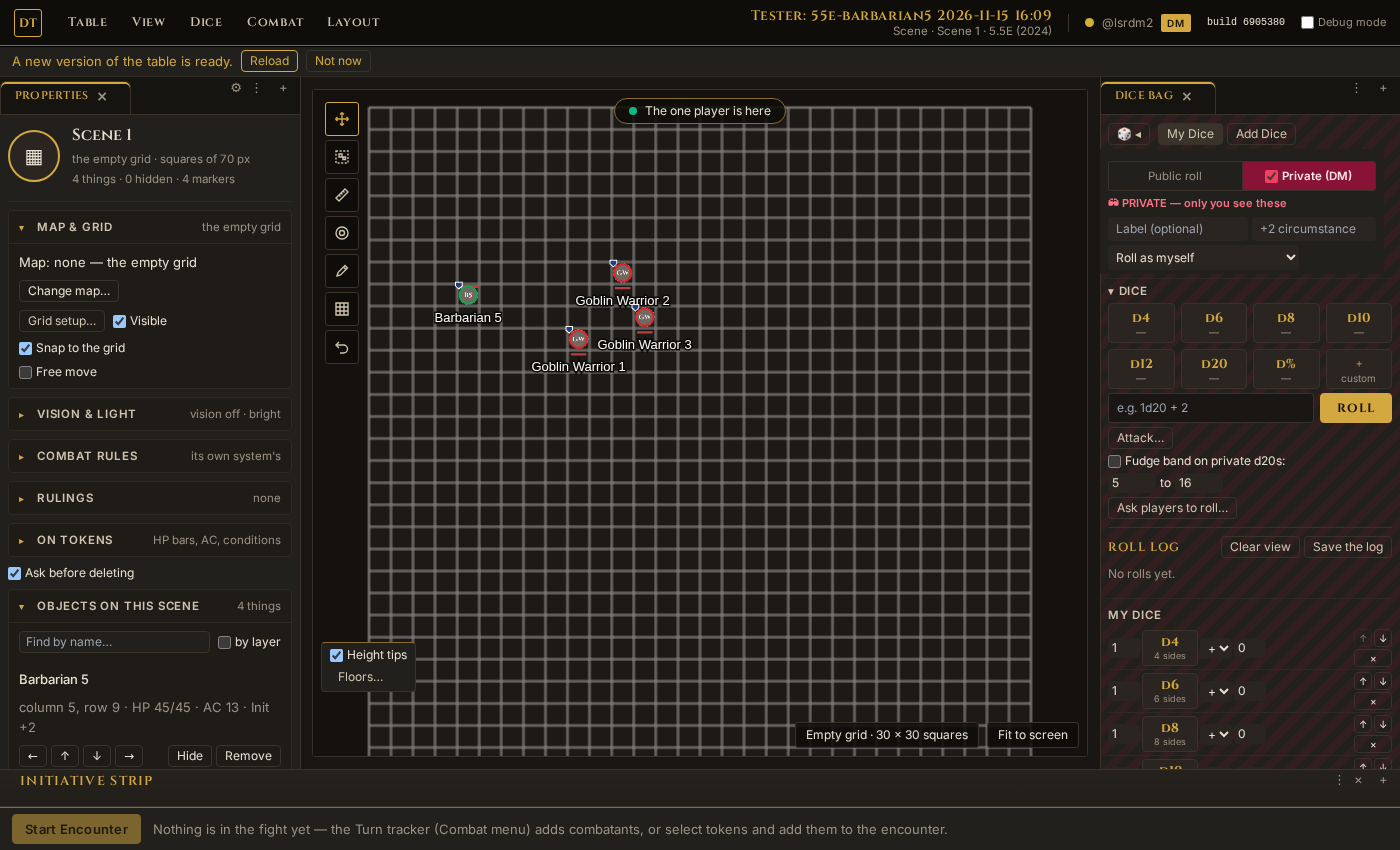 DT TABLE VIEW DICE COMBAT LAYOUT
TESTER: 55E-BARBARIAN5 2026-11-15 16:09
Scene · Scene 1 · 5.5E (2024)
@lsrdm2 DM build 6905380 Debug mode
A new version of the table is ready. Reload Not now
PROPERTIES × ⚙ ⋮ +
SCENE 1
the empty grid · squares of 70 px
4 things · 0 hidden · 4 markers
▾ MAP & GRID the empty grid
Map: none — the empty grid
Change map...
Grid setup... Visible
Snap to the grid
Free move
▸ VISION & LIGHT vision off · bright
▸ COMBAT RULES its own system's
▸ RULINGS none
▸ ON TOKENS HP bars, AC, conditions
Ask before deleting
▾ OBJECTS ON THIS SCENE 4 things
Find by name... by layer
Barbarian 5
column 5, row 9 · HP 45/45 · AC 13 · Init
+2
← ↑ ↓ → Hide Remove
The one player is here
GW
Goblin Warrior 2
B5
Barbarian 5
GW
Goblin Warrior 3
GW
Goblin Warrior 1
Height tips
Floors...
Empty grid · 30 × 30 squares Fit to screen
DICE BAG × ⋮ +
◂ My Dice Add Dice
Public roll Private (DM)
PRIVATE — only you see these
Label (optional) +2 circumstance
Roll as myself
▾ DICE
D4 D6 D8 D10
— — — —
D12 D20 D% +
— — — custom
e.g. 1d20 + 2 ROLL
Attack...
Fudge band on private d20s:
5 to 16
Ask players to roll...
ROLL LOG Clear view Save the log
No rolls yet.
MY DICE
1 D4 + 0 ↑ ↓
4 sides ×
1 D6 + 0 ↑ ↓
6 sides ×
1 D8 + 0 ↑ ↓
8 sides ×
INITIATIVE STRIP ⋮ × +
Start Encounter Nothing is in the fight yet — the Turn tracker (Combat menu) adds combatants, or select tokens and add them to the encounter.